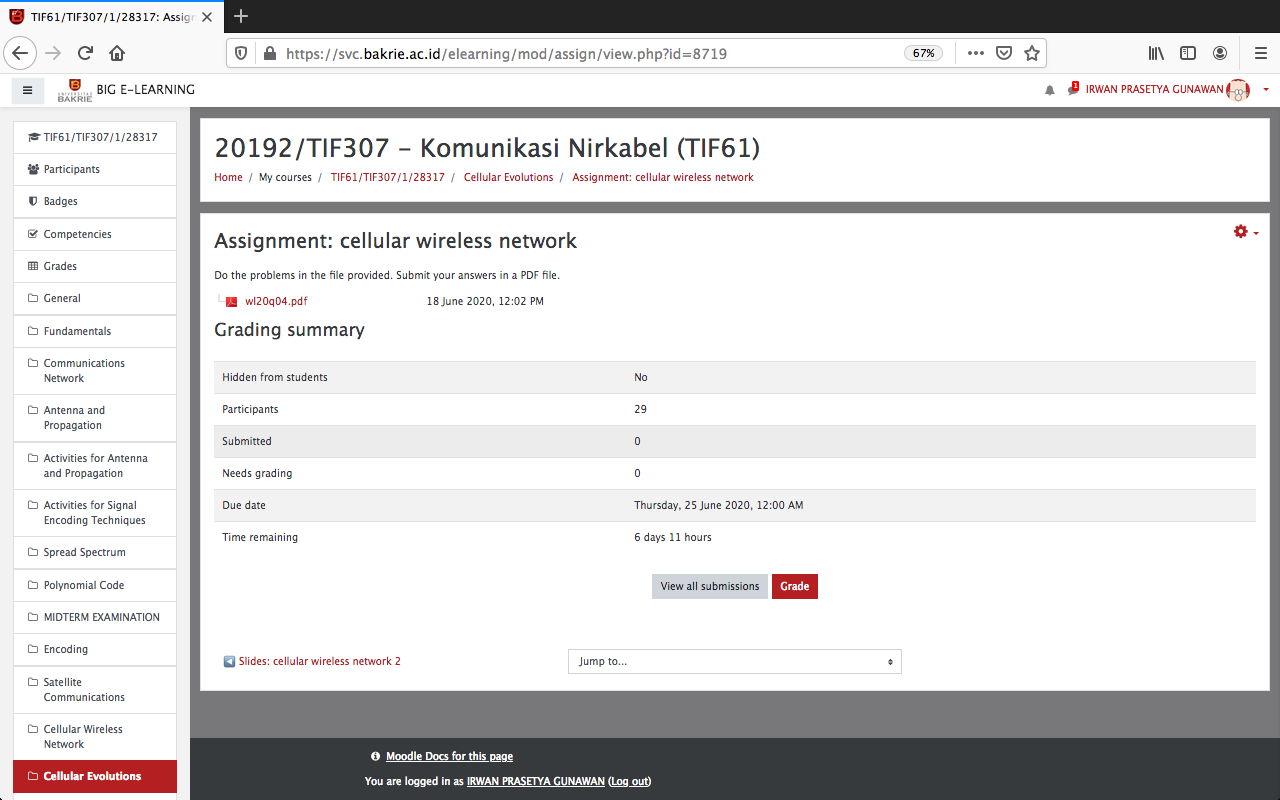 TIF61/TIF307/1/28317: Assign
https://svc.bakrie.ac.id/elearning/mod/assign/view.php?id=8719
67%
UNIVERSITAS
BAKRIE
BIG E-LEARNING
1
IRWAN PRASETYA GUNAWAN
TIF61/TIF307/1/28317
Participants
Badges
Competencies
Grades
General
Fundamentals
Communications
Network
Antenna and
Propagation
Activities for Antenna
and Propagation
Activities for Signal
Encoding Techniques
Spread Spectrum
Polynomial Code
MIDTERM EXAMINATION
Encoding
Satellite
Communications
Cellular Wireless
Network
Cellular Evolutions
20192/TIF307 – Komunikasi Nirkabel (TIF61)
Home / My courses / TIF61/TIF307/1/28317 / Cellular Evolutions / Assignment: cellular wireless network
Assignment: cellular wireless network
Do the problems in the file provided. Submit your answers in a PDF file.
wl20q04.pdf 18 June 2020, 12:02 PM
Grading summary
Hidden from students No
Participants 29
Submitted 0
Needs grading 0
Due date Thursday, 25 June 2020, 12:00 AM
Time remaining 6 days 11 hours
View all submissions Grade
Slides: cellular wireless network 2 Jump to...
Moodle Docs for this page
You are logged in as IRWAN PRASETYA GUNAWAN (Log out)